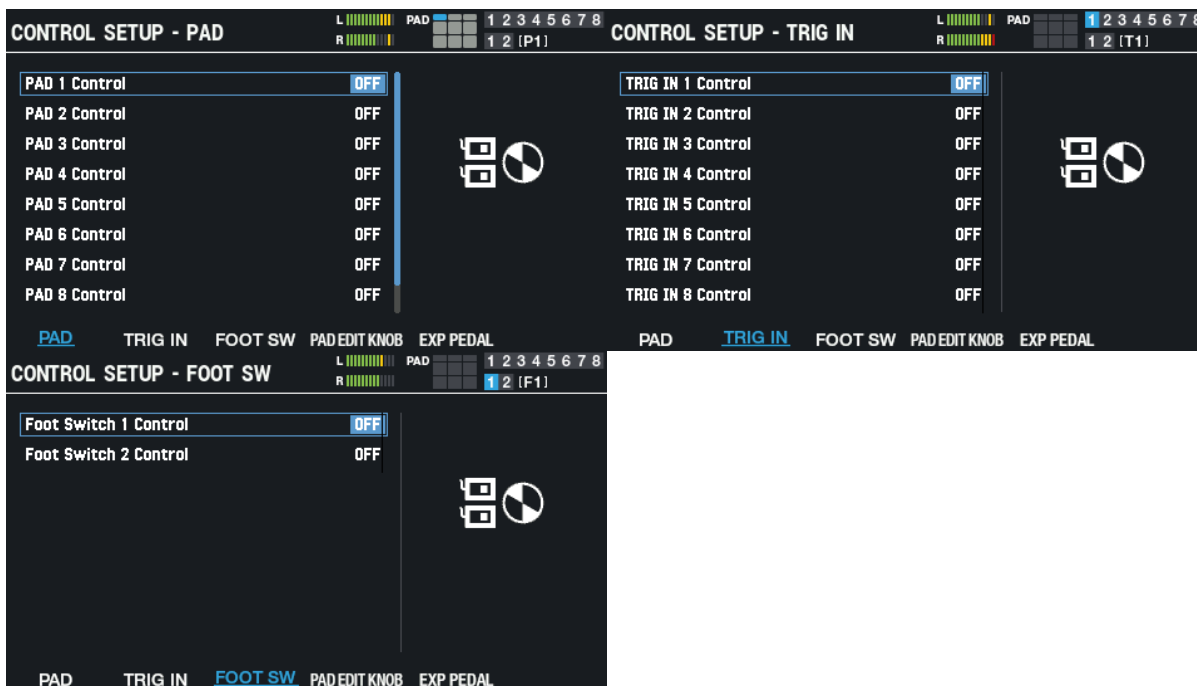 CONTROL SETUP - PAD
L PAD 1 2 3 4 5 6 7 8
R 1 2 [P1]
PAD 1 Control OFF
PAD 2 Control OFF
PAD 3 Control OFF
PAD 4 Control OFF
PAD 5 Control OFF
PAD 6 Control OFF
PAD 7 Control OFF
PAD 8 Control OFF
PAD TRIG IN FOOT SW PAD EDIT KNOB EXP PEDAL
CONTROL SETUP - TRIG IN
L PAD 1 2 3 4 5 6 7 8
R 1 2 [T1]
TRIG IN 1 Control OFF
TRIG IN 2 Control OFF
TRIG IN 3 Control OFF
TRIG IN 4 Control OFF
TRIG IN 5 Control OFF
TRIG IN 6 Control OFF
TRIG IN 7 Control OFF
TRIG IN 8 Control OFF
PAD TRIG IN FOOT SW PAD EDIT KNOB EXP PEDAL
CONTROL SETUP - FOOT SW
L PAD 1 2 3 4 5 6 7 8
R 1 2 [F1]
Foot Switch 1 Control OFF
Foot Switch 2 Control OFF
PAD TRIG IN FOOT SW PAD EDIT KNOB EXP PEDAL